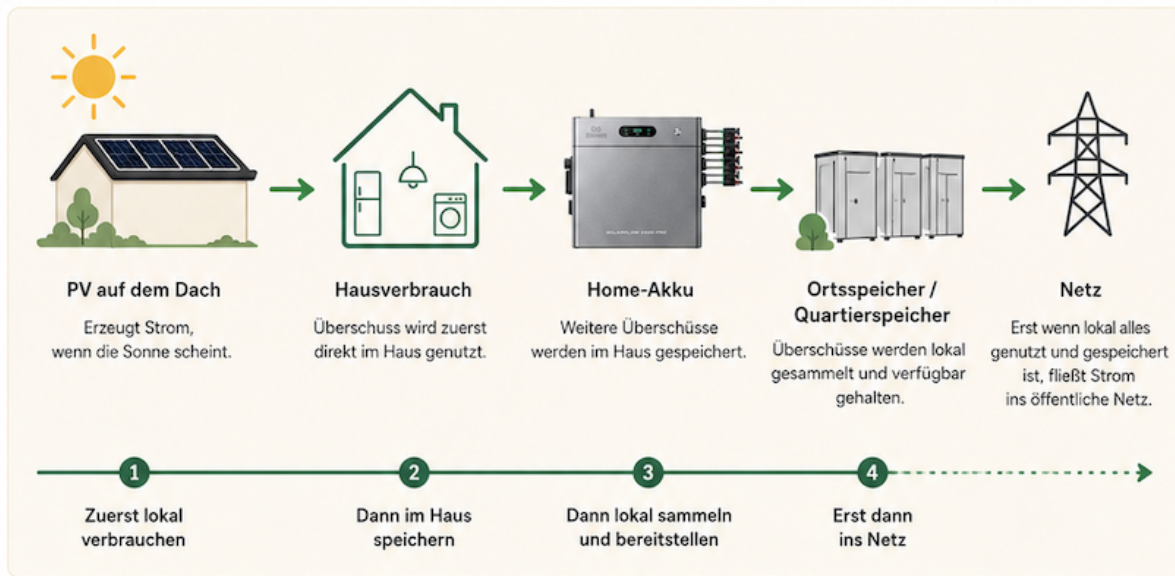 PV auf dem Dach
Erzeugt Strom,
wenn die Sonne scheint.
Hausverbrauch
Überschuss wird zuerst
direkt im Haus genutzt.
Home-Akku
Weitere Überschüsse
werden im Haus gespeichert.
Ortsspeicher /
Quartierspeicher
Überschüsse werden lokal
gesammelt und verfügbar
gehalten.
Netz
Erst wenn lokal alles
genutzt und gespeichert
ist, fließt Strom
ins öffentliche Netz.
1
Zuerst lokal
verbrauchen
2
Dann im Haus
speichern
3
Dann lokal sammeln
und bereitstellen
4
Erst dann
ins Netz